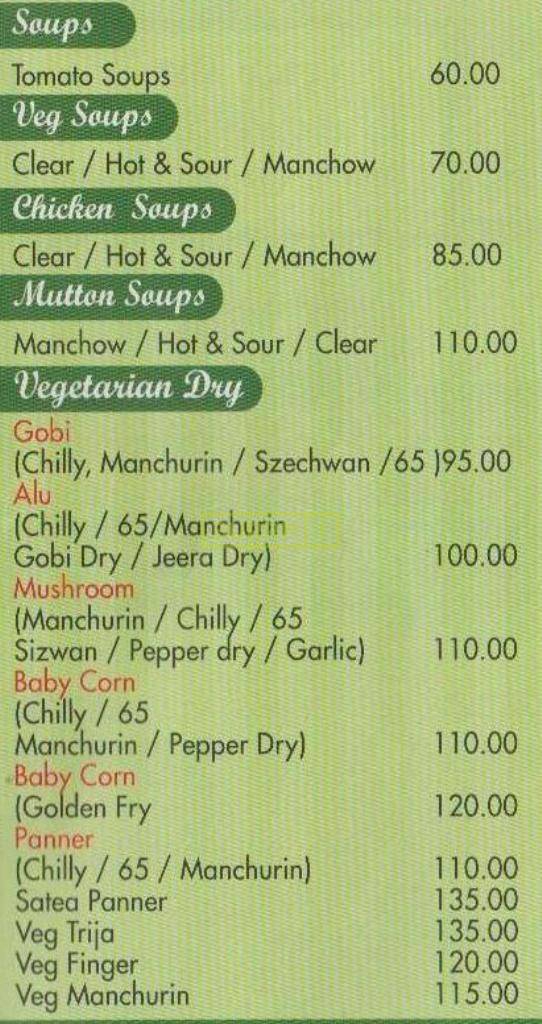 Soups
Tomato Soups 60.00
Veg Soups
Clear / Hot & Sour / Manchow 70.00
Chicken Soups
Clear / Hot & Sour / Manchow 85.00
Mutton Soups
Manchow / Hot & Sour / Clear 110.00
Vegetarian Dry
Gobi
(Chilly, Manchurin / Szechwan /65 )95.00
Alu
(Chilly / 65/Manchurin
Gobi Dry / Jeera Dry) 100.00
Mushroom
(Manchurin / Chilly / 65
Sizwan / Pepper dry / Garlic) 110.00
Baby Corn
(Chilly / 65
Manchurin / Pepper Dry) 110.00
Baby Corn
(Golden Fry 120.00
Panner
(Chilly / 65 / Manchurin) 110.00
Satea Panner 135.00
Veg Trija 135.00
Veg Finger 120.00
Veg Manchurin 115.00